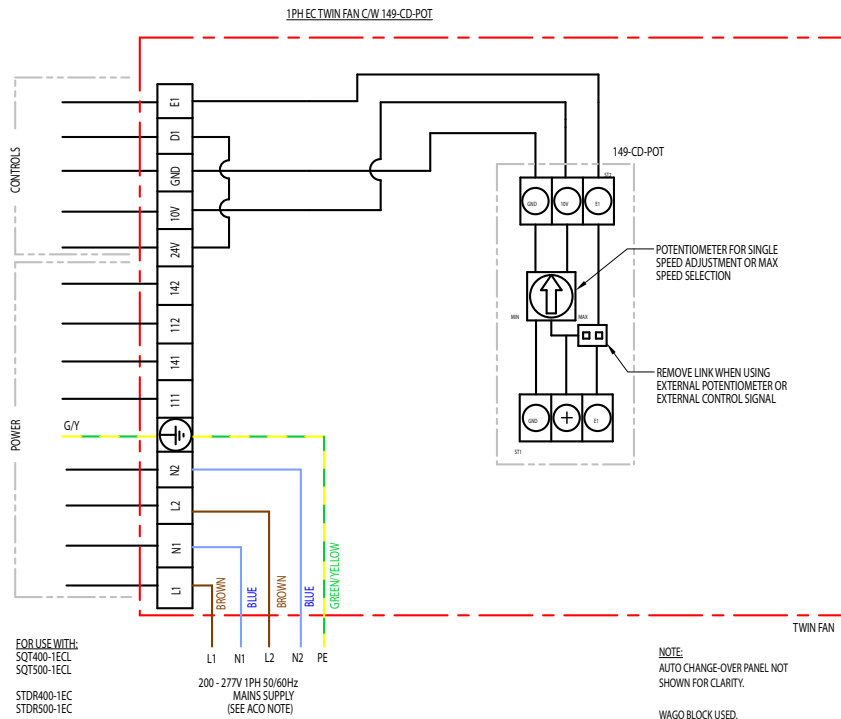 1PH EC TWIN FAN C/W 149-CD-POT
CONTROLS
E1
D1
GND
10V
24V
142
112
141
111
POWER
G/Y
N2
L2
N1
L1
BROWN
BLUE
BROWN
BLUE
GREEN/YELLOW
L1
N1
L2
N2
PE
200 - 277V 1PH 50/60Hz
MAINS SUPPLY
(SEE ACO NOTE)
149-CD-POT
ST2
GND
10V
E1
MIN
MAX
GND
E1
ST1
POTENTIOMETER FOR SINGLE
SPEED ADJUSTMENT OR MAX
SPEED SELECTION
REMOVE LINK WHEN USING
EXTERNAL POTENTIOMETER OR
EXTERNAL CONTROL SIGNAL
TWIN FAN
FOR USE WITH:
SQT400-1ECL
SQT500-1ECL
STDR400-1EC
STDR500-1EC
NOTE:
AUTO CHANGE-OVER PANEL NOT
SHOWN FOR CLARITY.
WAGO BLOCK USED.